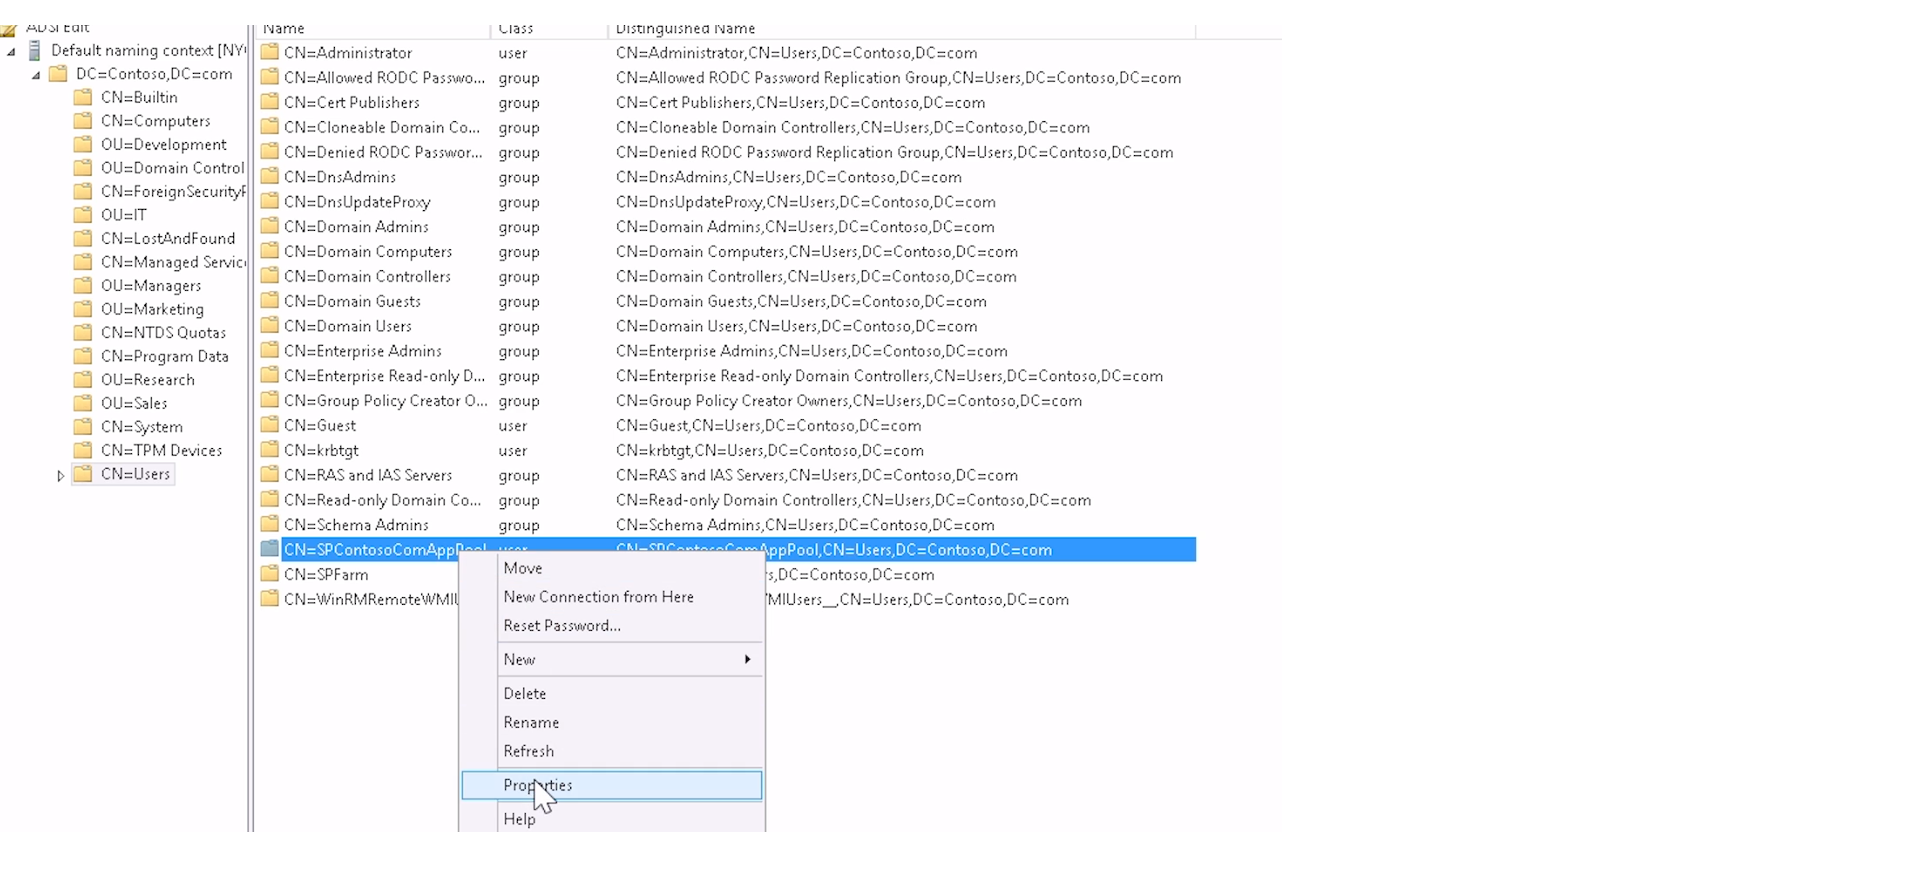 ADSI Edit
Default naming context [NY
DC=Contoso,DC=com
CN=Builtin
CN=Computers
OU=Development
OU=Domain Control
CN=ForeignSecurityP
OU=IT
CN=LostAndFound
CN=Managed Servic
OU=Managers
OU=Marketing
CN=NTDS Quotas
CN=Program Data
OU=Research
OU=Sales
CN=System
CN=TPM Devices
CN=Users
Name Class Distinguished Name
CN=Administrator user CN=Administrator,CN=Users,DC=Contoso,DC=com
CN=Allowed RODC Passwo... group CN=Allowed RODC Password Replication Group,CN=Users,DC=Contoso,DC=com
CN=Cert Publishers group CN=Cert Publishers,CN=Users,DC=Contoso,DC=com
CN=Cloneable Domain Co... group CN=Cloneable Domain Controllers,CN=Users,DC=Contoso,DC=com
CN=Denied RODC Passwor... group CN=Denied RODC Password Replication Group,CN=Users,DC=Contoso,DC=com
CN=DnsAdmins group CN=DnsAdmins,CN=Users,DC=Contoso,DC=com
CN=DnsUpdateProxy group CN=DnsUpdateProxy,CN=Users,DC=Contoso,DC=com
CN=Domain Admins group CN=Domain Admins,CN=Users,DC=Contoso,DC=com
CN=Domain Computers group CN=Domain Computers,CN=Users,DC=Contoso,DC=com
CN=Domain Controllers group CN=Domain Controllers,CN=Users,DC=Contoso,DC=com
CN=Domain Guests group CN=Domain Guests,CN=Users,DC=Contoso,DC=com
CN=Domain Users group CN=Domain Users,CN=Users,DC=Contoso,DC=com
CN=Enterprise Admins group CN=Enterprise Admins,CN=Users,DC=Contoso,DC=com
CN=Enterprise Read-only D... group CN=Enterprise Read-only Domain Controllers,CN=Users,DC=Contoso,DC=com
CN=Group Policy Creator O... group CN=Group Policy Creator Owners,CN=Users,DC=Contoso,DC=com
CN=Guest user CN=Guest,CN=Users,DC=Contoso,DC=com
CN=krbtgt user CN=krbtgt,CN=Users,DC=Contoso,DC=com
CN=RAS and IAS Servers group CN=RAS and IAS Servers,CN=Users,DC=Contoso,DC=com
CN=Read-only Domain Co... group CN=Read-only Domain Controllers,CN=Users,DC=Contoso,DC=com
CN=Schema Admins group CN=Schema Admins,CN=Users,DC=Contoso,DC=com
CN=SPContosoComAppPool user CN=SPContosoComAppPool,CN=Users,DC=Contoso,DC=com
CN=SPFarm s,DC=Contoso,DC=com
CN=WinRMRemoteWMIU MIUsers__,CN=Users,DC=Contoso,DC=com
Move
New Connection from Here
Reset Password...
New
Delete
Rename
Refresh
Properties
Help